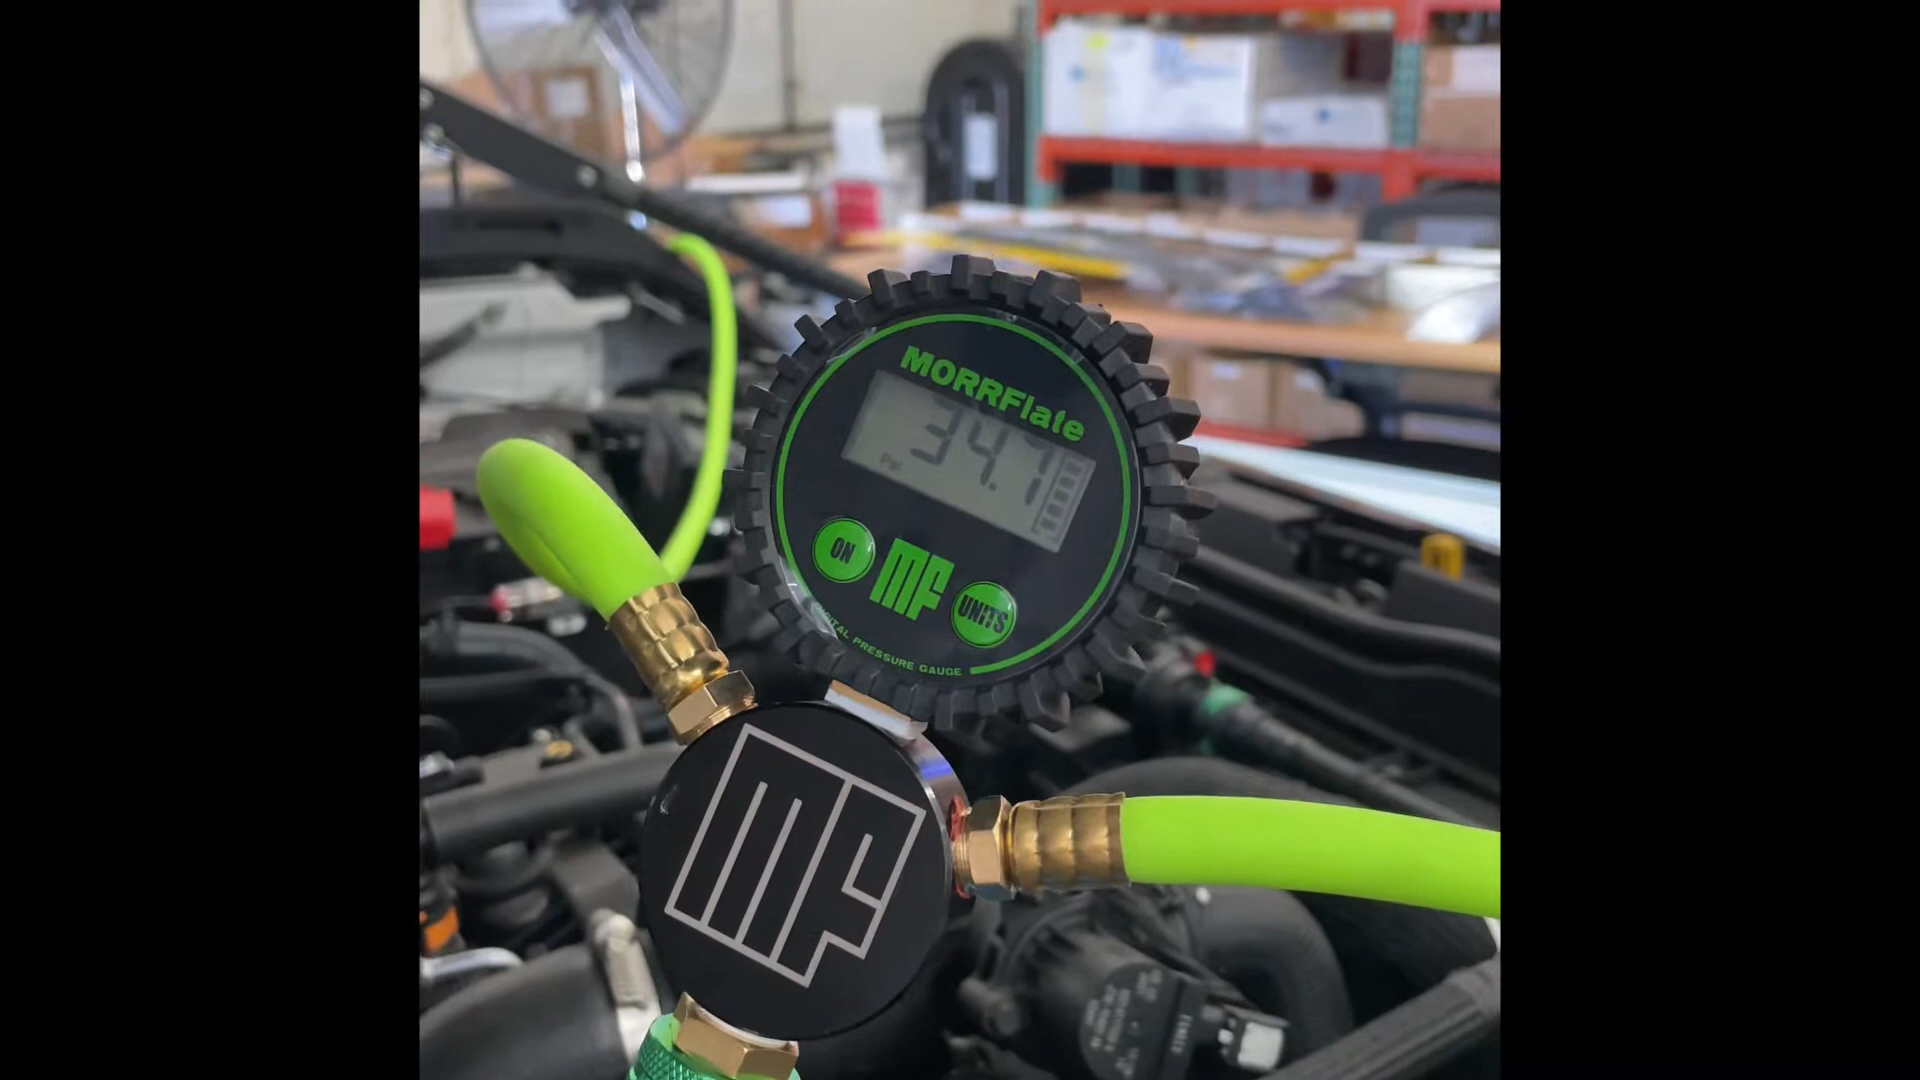 MORRFlate
34.7
Psi
ON
MF
UNITS
DIGITAL PRESSURE GAUGE
MF